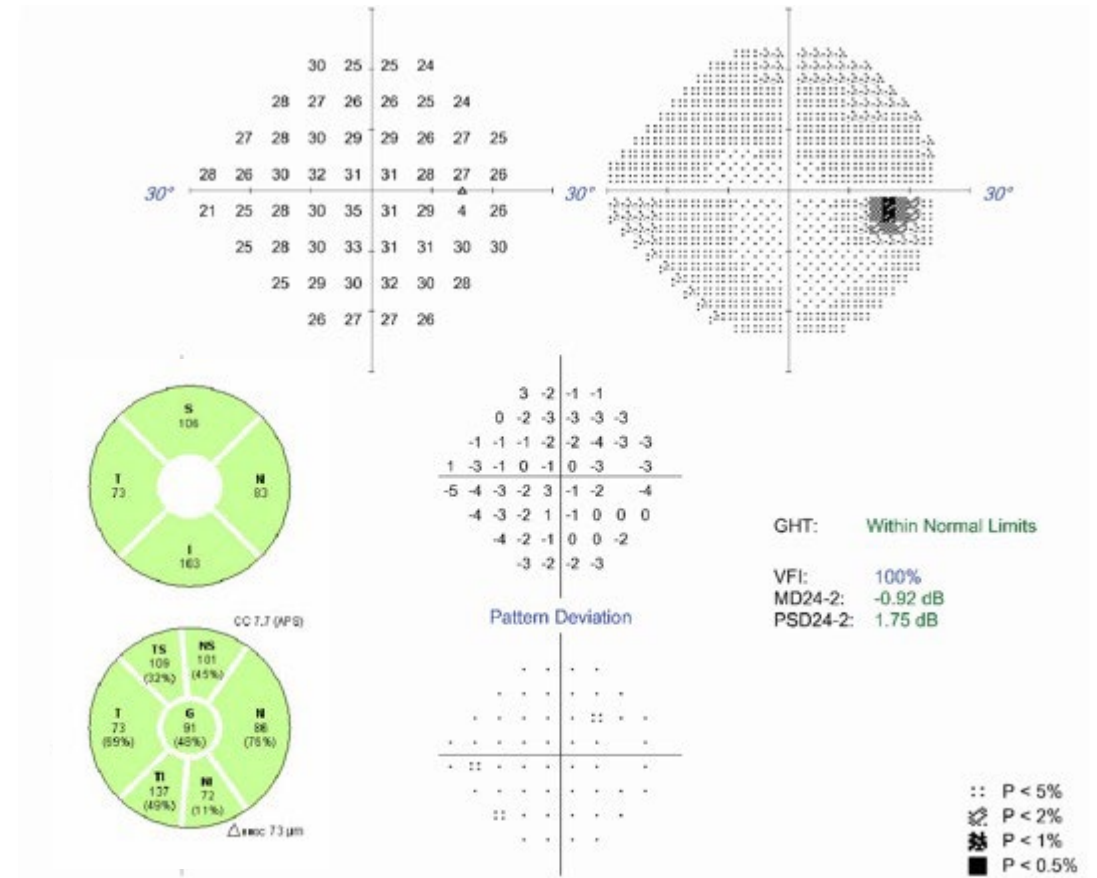 30 25 25 24
28 27 26 26 25 24
27 28 30 29 29 26 27 25
28 26 30 32 31 31 28 27 26
30° 30° 30°
21 25 28 30 35 31 29 4 26
25 28 30 33 31 31 30 30
25 29 30 32 30 28
26 27 27 26
S
106
T
73
N
83
I
163
3 -2 -1 -1
0 -2 -3 -3 -3 -3
-1 -1 -1 -2 -2 -4 -3 -3
1 -3 -1 0 -1 0 -3 -3
-5 -4 -3 -2 3 -1 -2 -4
-4 -3 -2 1 -1 0 0 0
-4 -2 -1 0 0 -2
-3 -2 -2 -3
GHT: Within Normal Limits
VFI: 100%
MD24-2: -0.92 dB
PSD24-2: 1.75 dB
Pattern Deviation
CC 7.7 (APS)
TS
109
(32%)
NS
101
(45%)
T
73
(69%)
G
91
(48%)
N
86
(76%)
TI
137
(49%)
NI
72
(11%)
73 µm
P < 5%
P < 2%
P < 1%
P < 0.5%